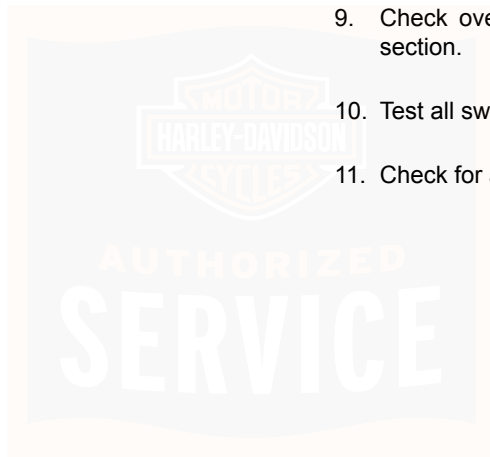 9. Check ove
section.
MOTOR
10. Test all sw
HARLEY-DAVIDSON
11. Check for
CYCLES
AUTHORIZED
SERVICE